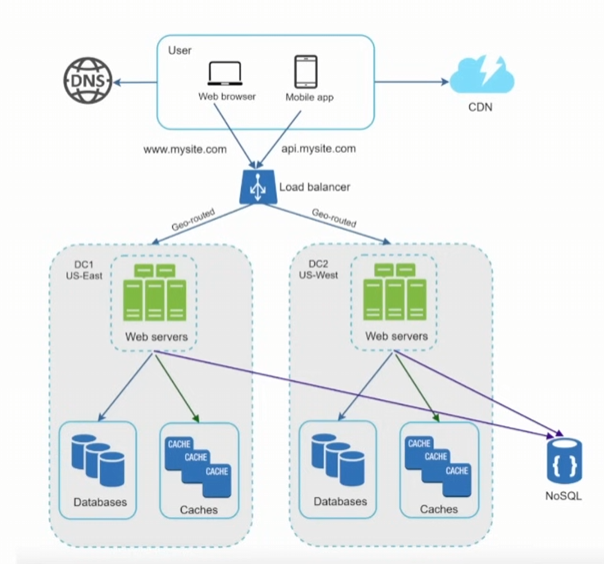 User
DNS
Web browser
Mobile app
CDN
www.mysite.com
api.mysite.com
Load balancer
Geo-routed
Geo-routed
DC1
US-East
DC2
US-West
Web servers
Web servers
CACHE
CACHE
CACHE
CACHE
CACHE
CACHE
{ }
Databases
Caches
Databases
Caches
NoSQL